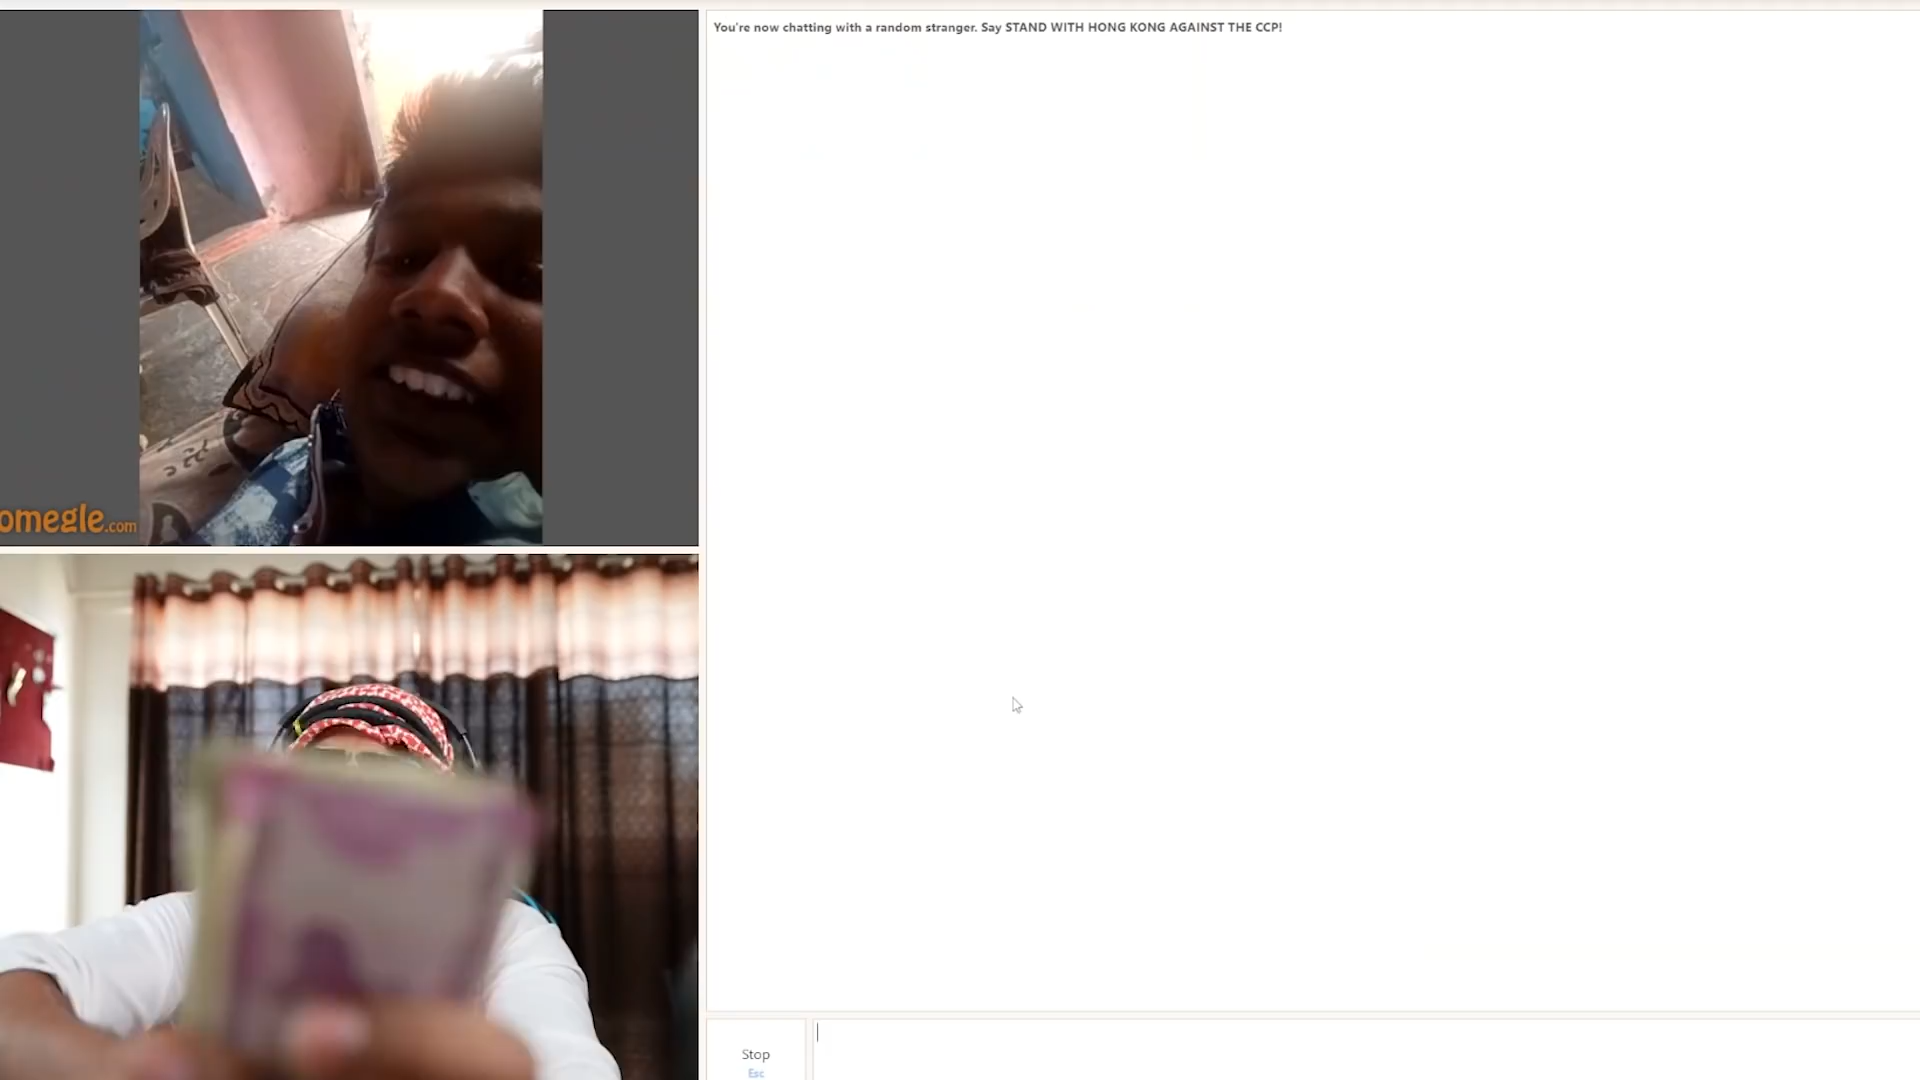 You're now chatting with a random stranger. Say STAND WITH HONG KONG AGAINST THE CCP!
omegle.com
Stop
Esc